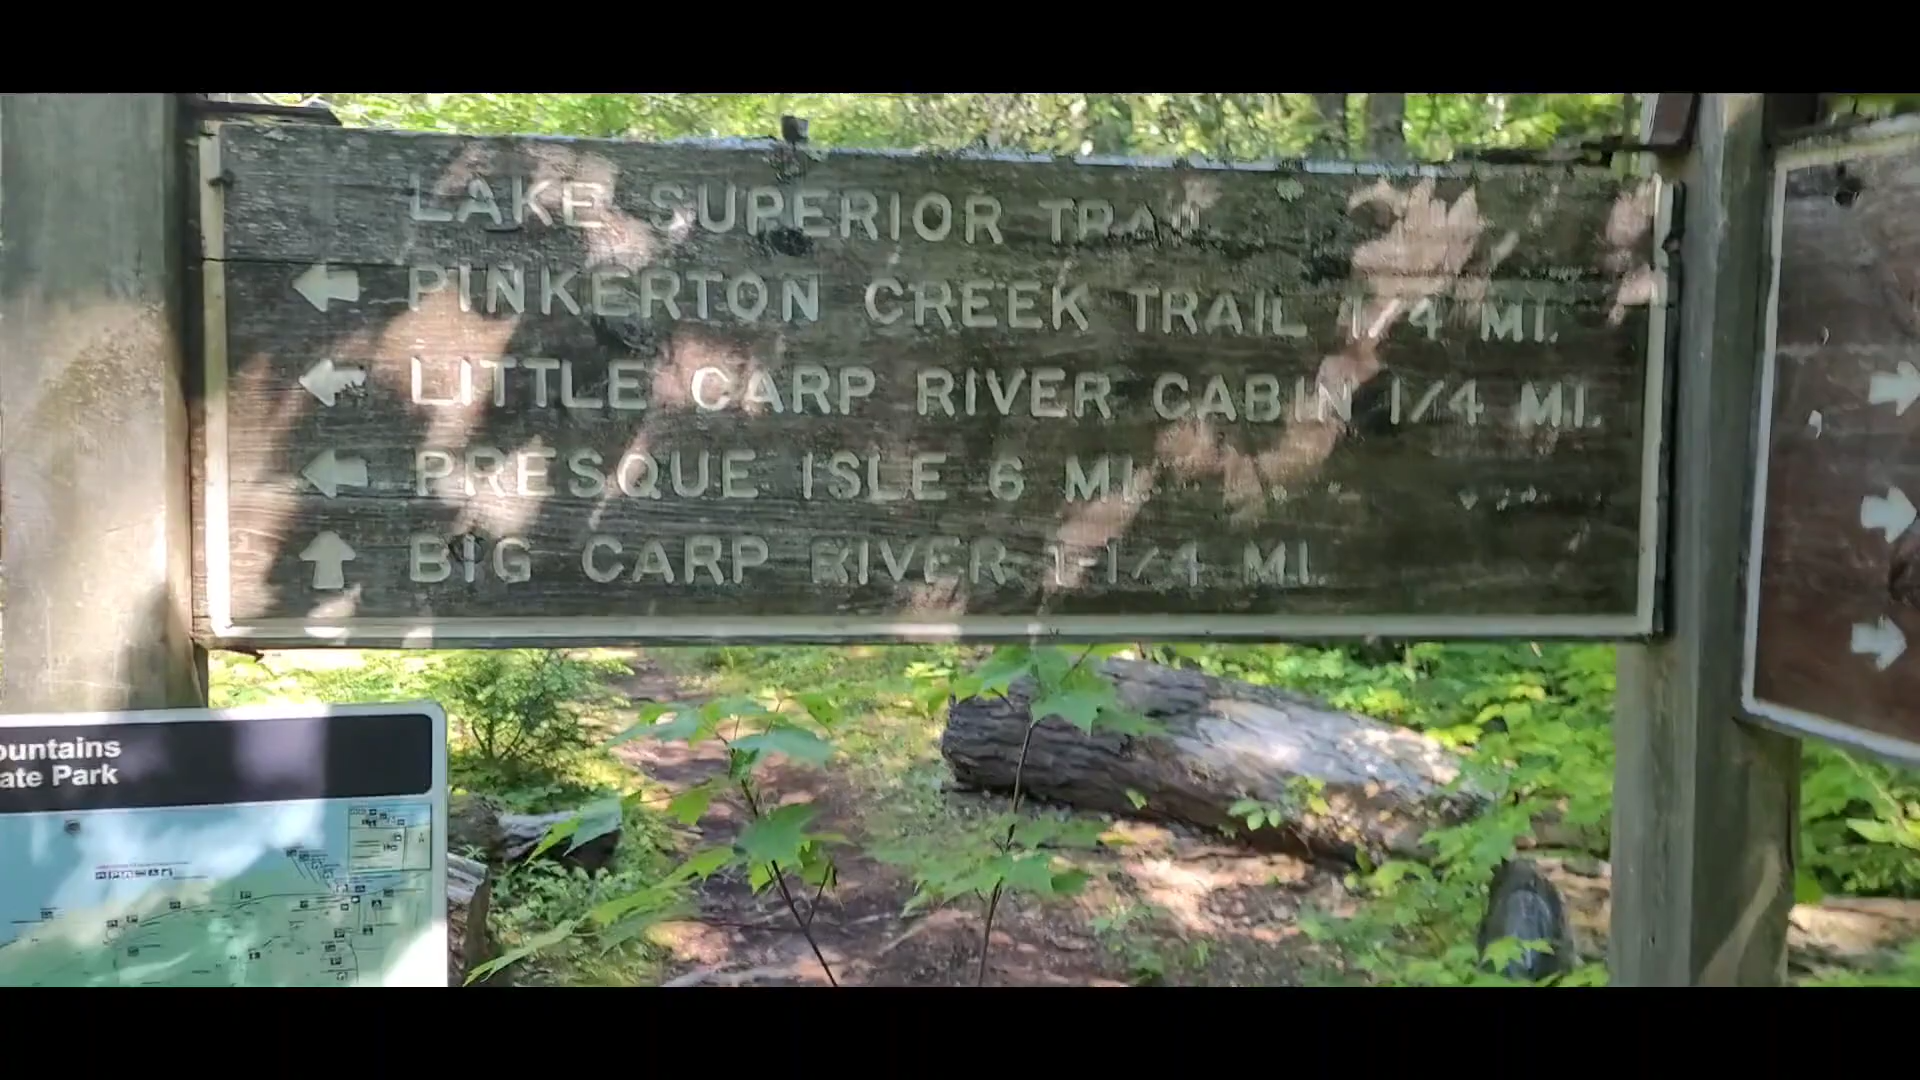 LAKE SUPERIOR TRAIL
← PINKERTON CREEK TRAIL 1/4 MI.
← LITTLE CARP RIVER CABIN 1/4 MI.
← PRESQUE ISLE 6 MI.
↑ BIG CARP RIVER 1-1/4 MI.
ountains
ate Park